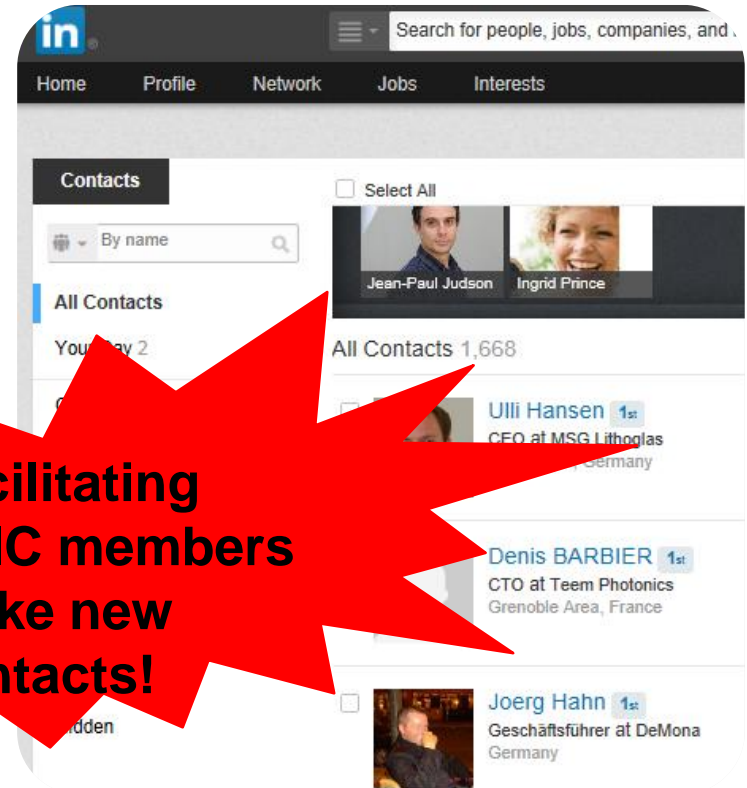 in
Search for people, jobs, companies, and
Home Profile Network Jobs Interests
Contacts
Select All
By name
Jean-Paul Judson Ingrid Prince
All Contacts
2
All Contacts 1,668
Ulli Hansen 1st
CEO at MSG Lithoglas
Germany
cilitating
IC members
ke new
ntacts!
Denis BARBIER 1st
CTO at Teem Photonics
Grenoble Area, France
Joerg Hahn 1st
Geschäftsführer at DeMona
Germany